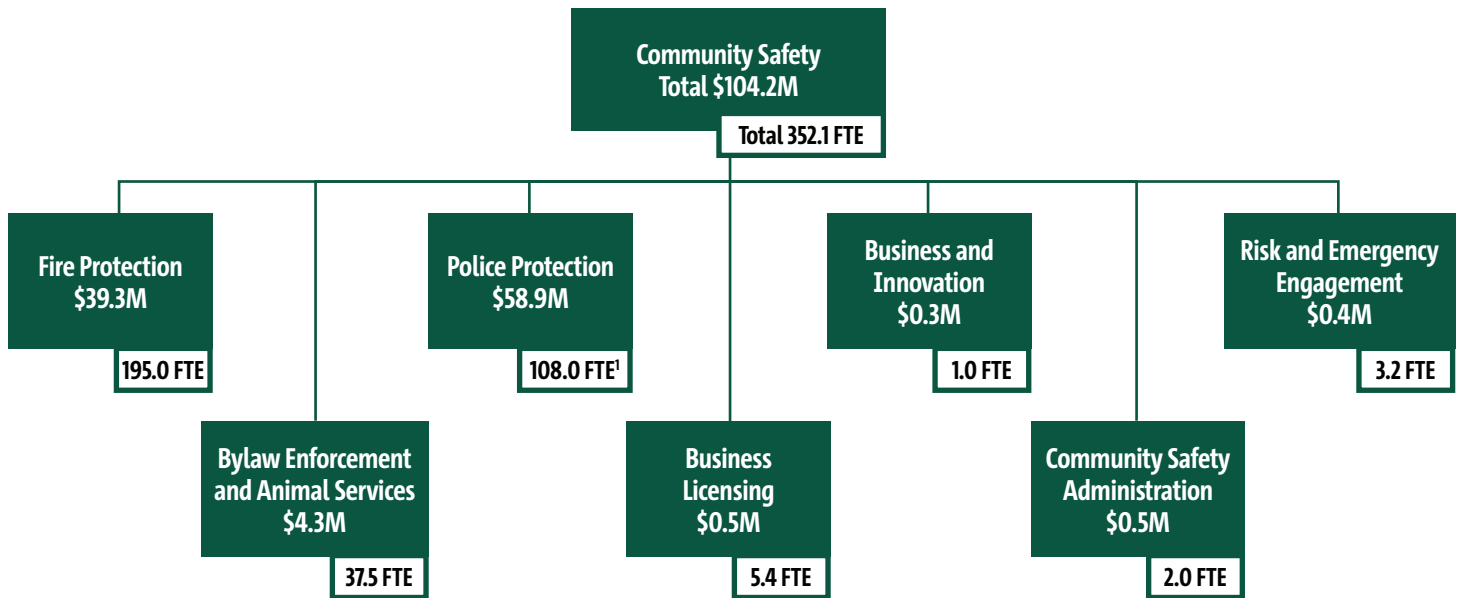 Community Safety
Total $104.2M
Total 352.1 FTE
Fire Protection
$39.3M
195.0 FTE
Police Protection
$58.9M
108.0 FTE¹
Business and
Innovation
$0.3M
1.0 FTE
Risk and Emergency
Engagement
$0.4M
3.2 FTE
Bylaw Enforcement
and Animal Services
$4.3M
37.5 FTE
Business
Licensing
$0.5M
5.4 FTE
Community Safety
Administration
$0.5M
2.0 FTE